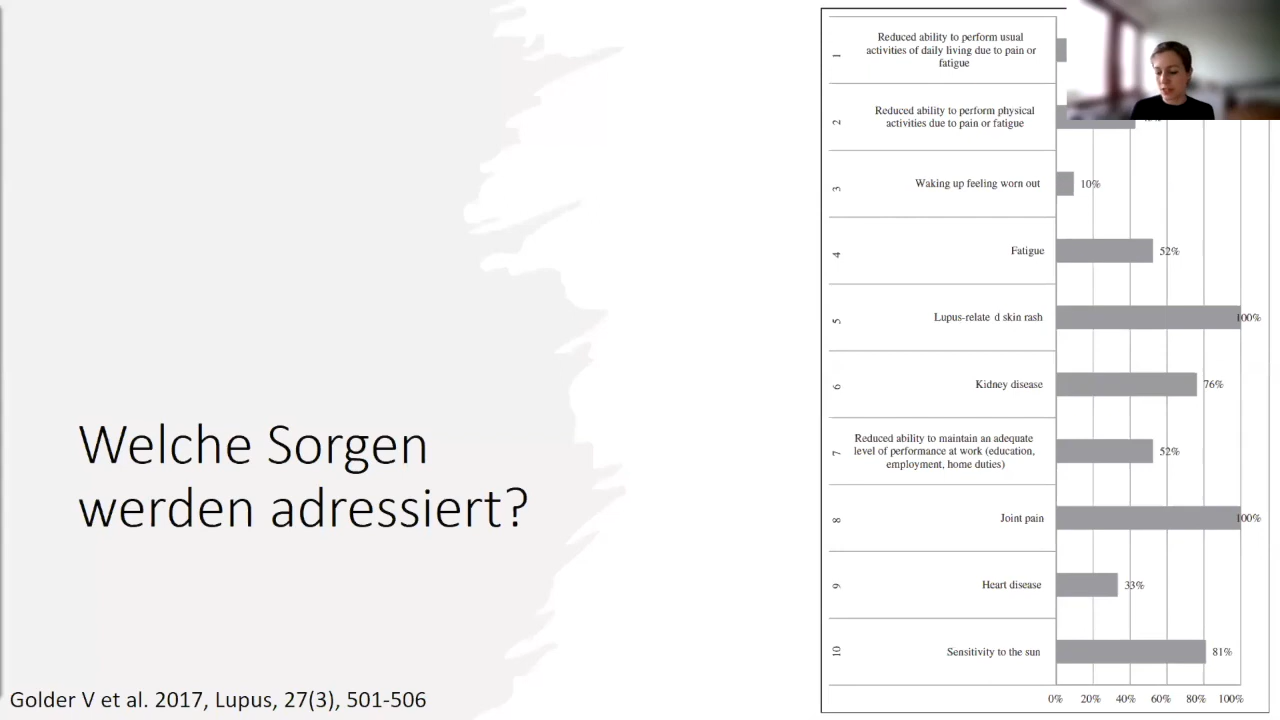 Welche Sorgen
werden adressiert?
Golder V et al. 2017, Lupus, 27(3), 501-506
1
Reduced ability to perform usual
activities of daily living due to pain or
fatigue
2
Reduced ability to perform physical
activities due to pain or fatigue
3
Waking up feeling worn out
10%
4
Fatigue
52%
5
Lupus-relate d skin rash
100%
6
Kidney disease
76%
7
Reduced ability to maintain an adequate
level of performance at work (education,
employment, home duties)
52%
8
Joint pain
100%
9
Heart disease
33%
10
Sensitivity to the sun
81%
0% 20% 40% 60% 80% 100%